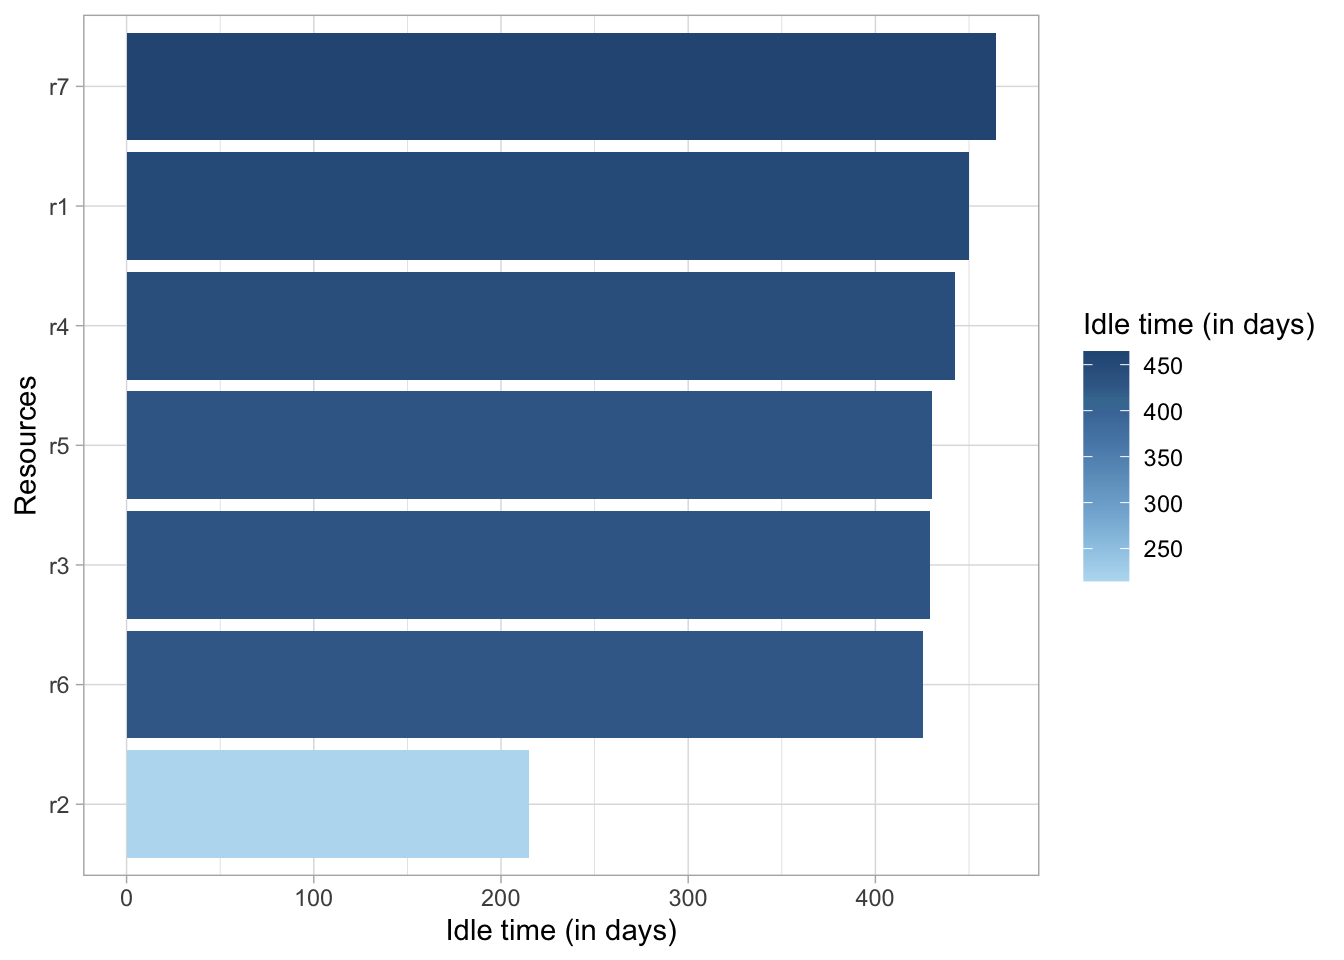 Resources
r7
r1
r4
r5
r3
r6
r2
0 100 200 300 400
Idle time (in days)
Idle time (in days)
450
400
350
300
250